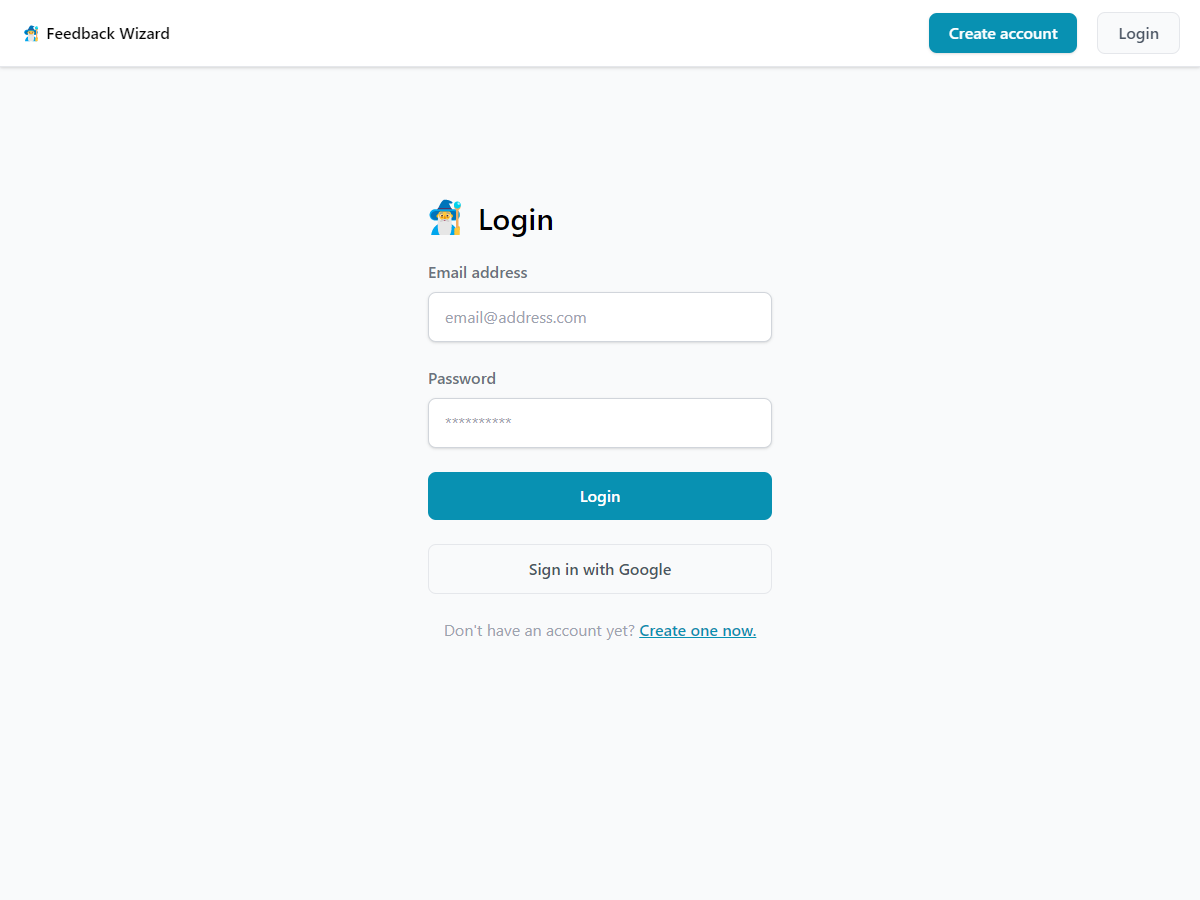 Feedback Wizard
Create account
Login
Login
Email address
email@address.com
Password
**********
Login
Sign in with Google
Don't have an account yet? Create one now.